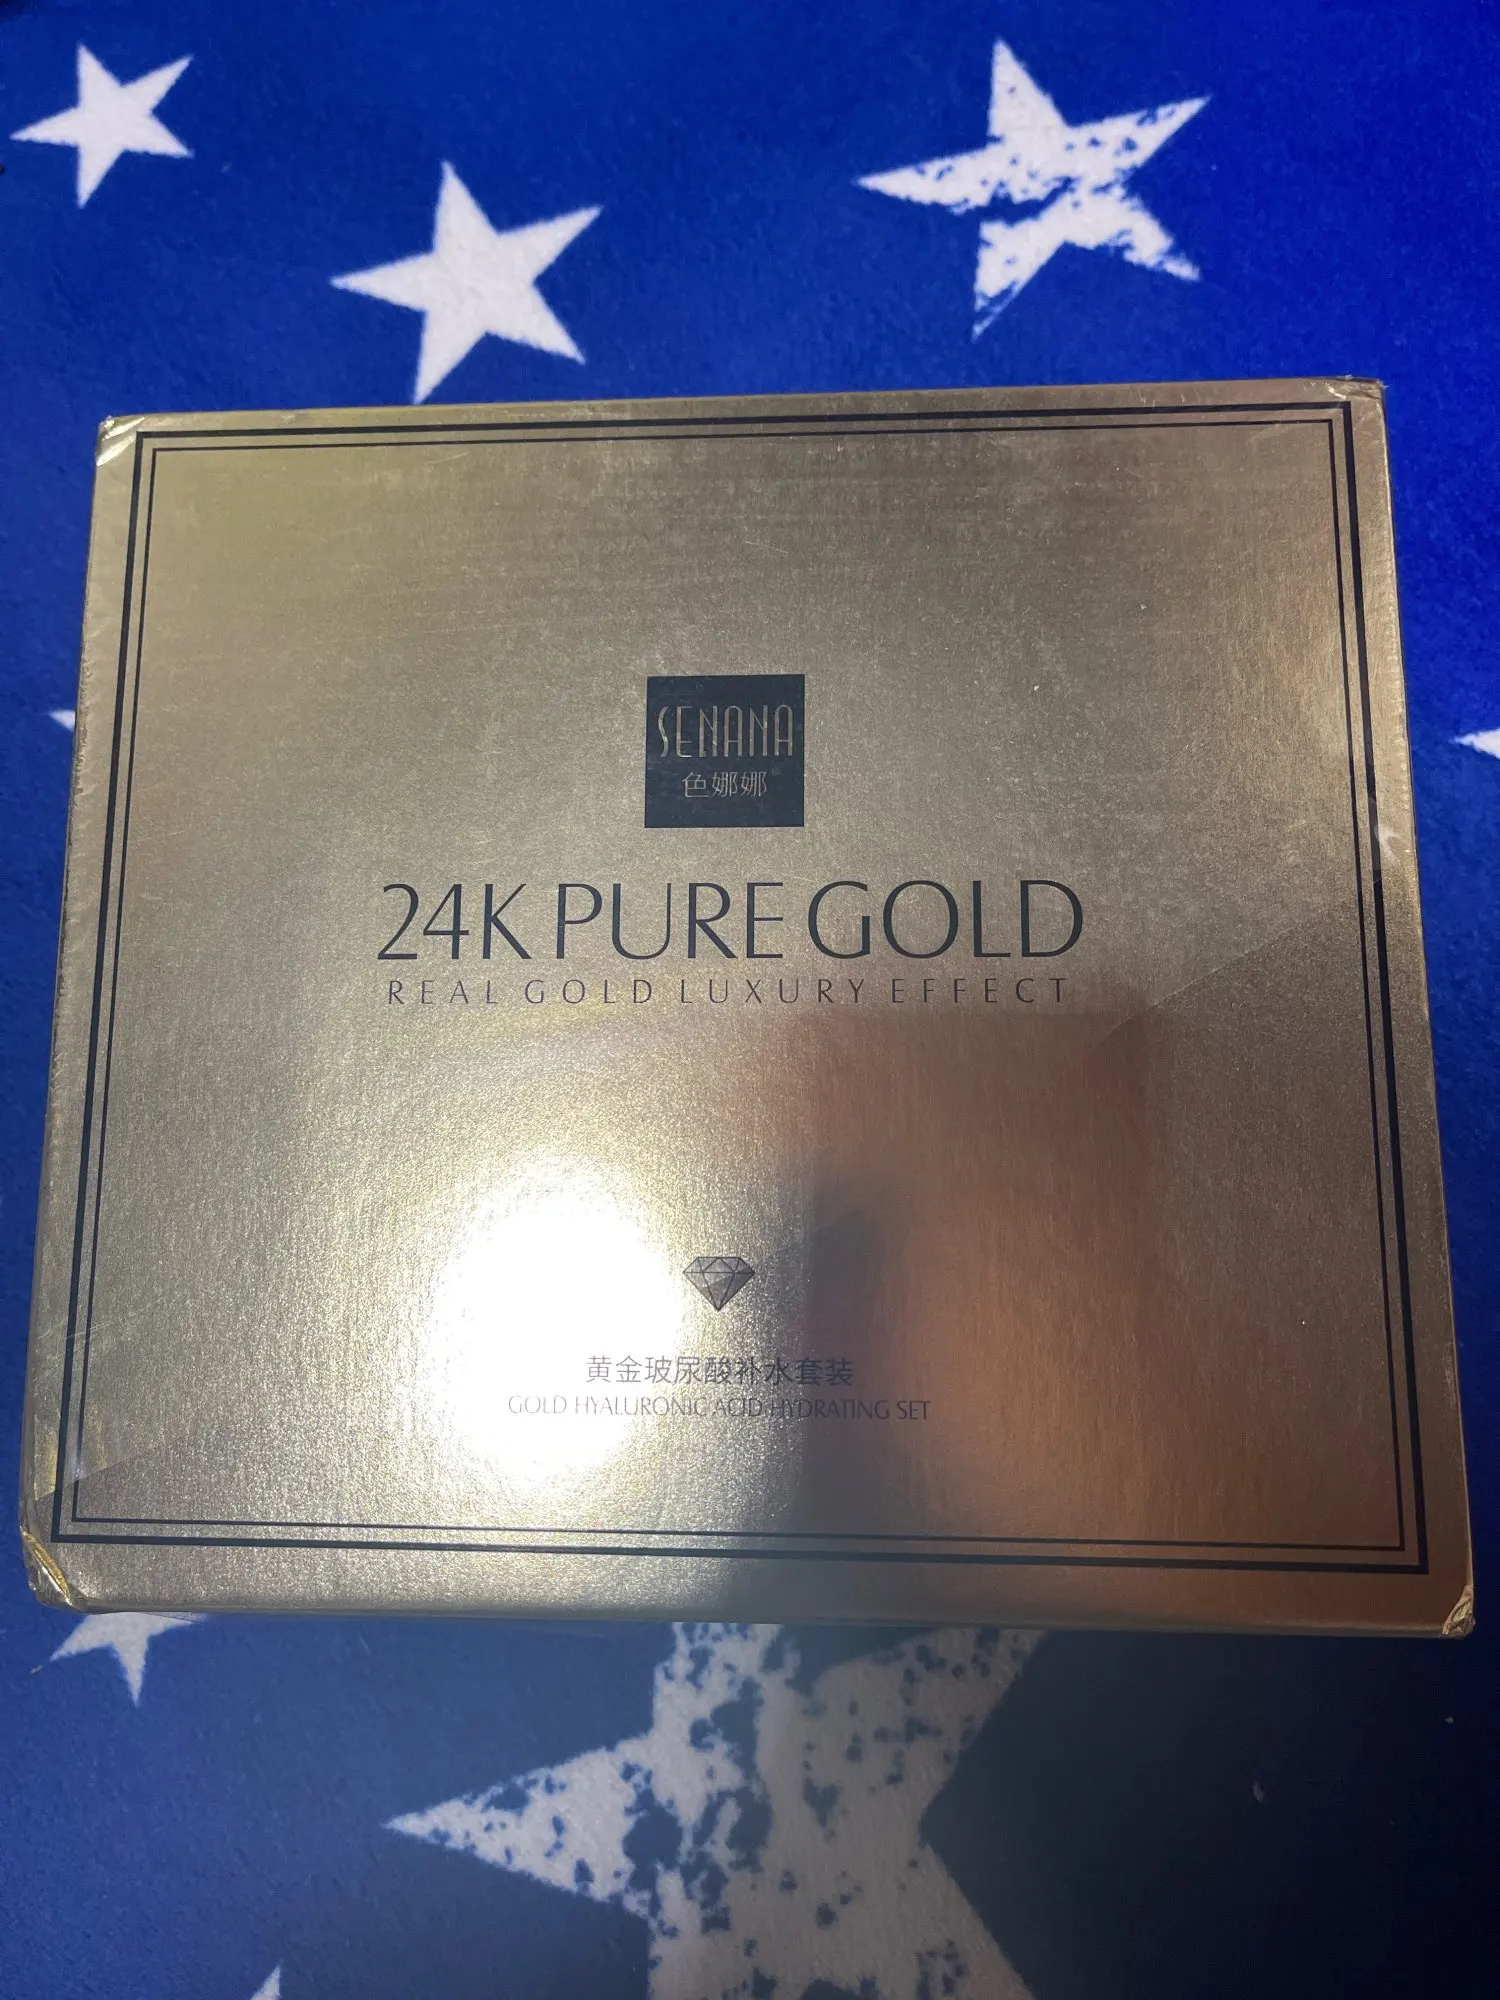 SENANA
色娜娜
24K PURE GOLD
REAL GOLD LUXURY EFFECT
黄金玻尿酸补水套装
GOLD HYALURONIC ACID HYDRATING SET